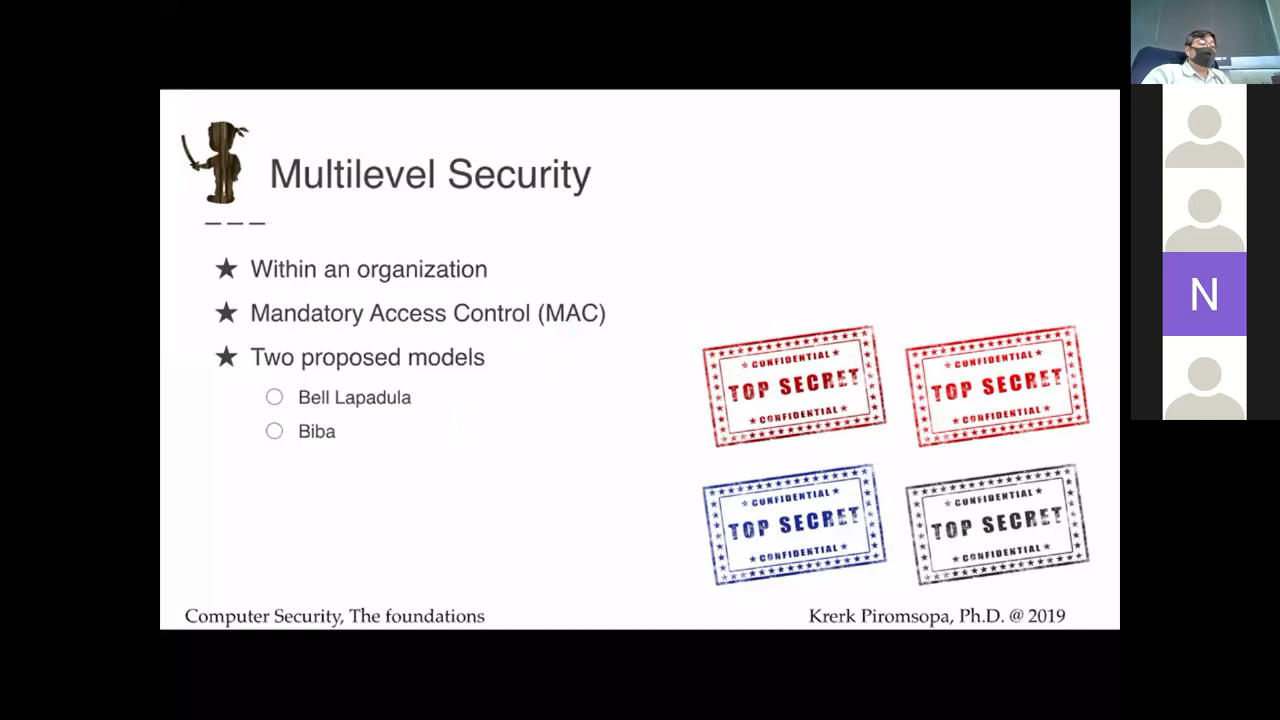 Multilevel Security
Within an organization
Mandatory Access Control (MAC)
Two proposed models
Bell Lapadula
Biba
CONFIDENTIAL
TOP SECRET
CONFIDENTIAL
CONFIDENTIAL
TOP SECRET
CONFIDENTIAL
CONFIDENTIAL
TOP SECRET
CONFIDENTIAL
CONFIDENTIAL
TOP SECRET
CONFIDENTIAL
Computer Security, The foundations
Krerk Piromsopa, Ph.D. @ 2019
N